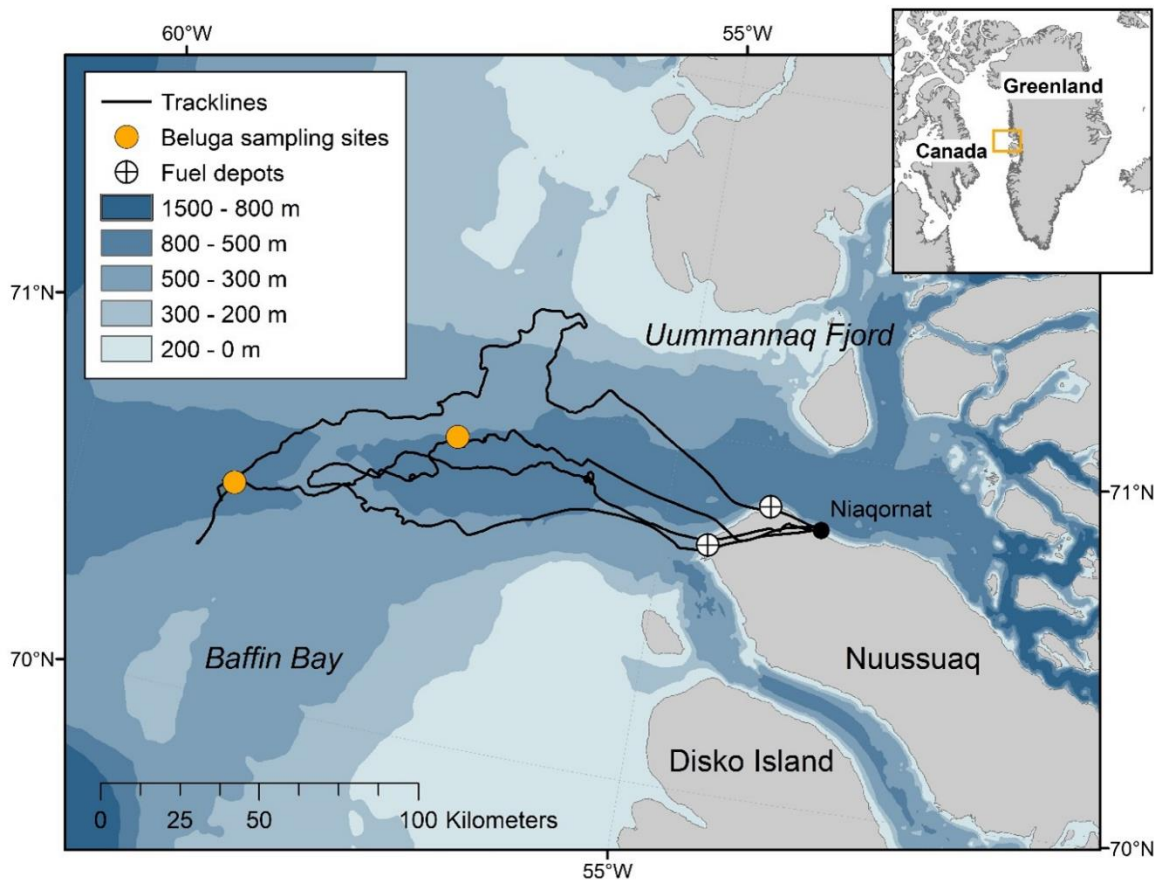 60°W
55°W
Tracklines
Beluga sampling sites
Fuel depots
1500 - 800 m
800 - 500 m
500 - 300 m
300 - 200 m
200 - 0 m
Greenland
Canada
71°N
Uummannaq Fjord
71°N
Niaqornat
70°N
Baffin Bay
Nuussuaq
Disko Island
0 25 50 100 Kilometers
70°N
55°W